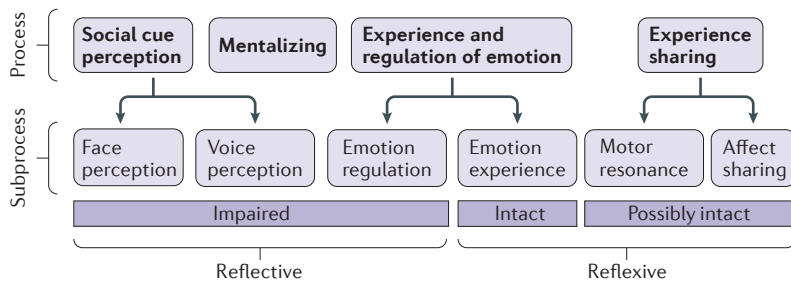 Process
Social cue
perception
Mentalizing
Experience and
regulation of emotion
Experience
sharing
Subprocess
Face
perception
Voice
perception
Emotion
regulation
Emotion
experience
Motor
resonance
Affect
sharing
Impaired
Intact
Possibly intact
Reflective
Reflexive